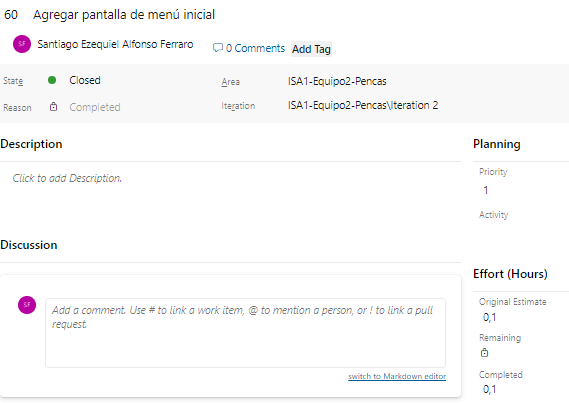 60 Agregar pantalla de menú inicial
SF Santiago Ezequiel Alfonso Ferraro 0 Comments Add Tag
State Closed Area ISA1-Equipo2-Pencas
Reason Completed Iteration ISA1-Equipo2-Pencas\Iteration 2
Description
Click to add Description.
Discussion
SF Add a comment. Use # to link a work item, @ to mention a person, or ! to link a pull
request.
switch to Markdown editor
Planning
Priority
1
Activity
Effort (Hours)
Original Estimate
0,1
Remaining
Completed
0,1